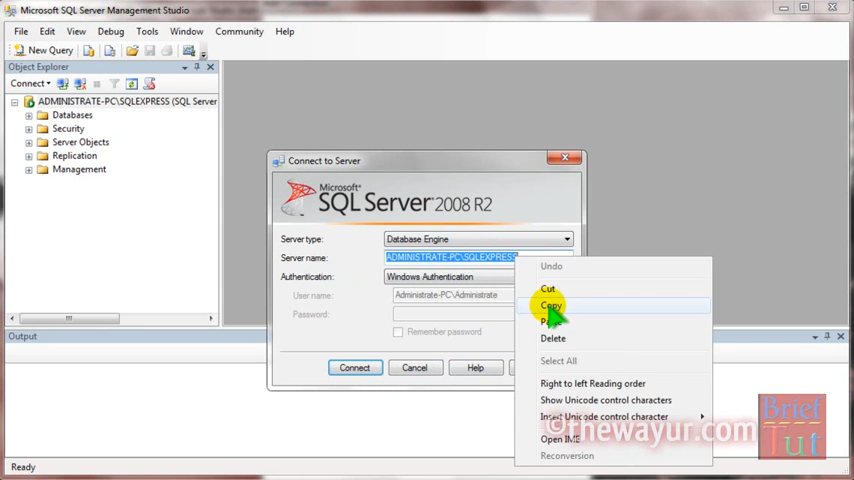 Microsoft SQL Server Management Studio
File Edit View Debug Tools Window Community Help
New Query
Object Explorer
Connect
ADMINISTRATE-PC\SQLEXPRESS (SQL Server
Databases
Security
Server Objects
Replication
Management
Connect to Server
Microsoft
SQL Server 2008 R2
Server type: Database Engine
Server name: ADMINISTRATE-PC\SQLEXPRESS
Authentication: Windows Authentication
User name: Administrate-PC\Administrate
Password:
Remember password
Connect Cancel Help
Undo
Cut
Copy
Paste
Delete
Select All
Right to left Reading order
Show Unicode control characters
Insert Unicode control character
Open IME
Reconversion
Output
©thewayur.com
Brief
Tut
Ready